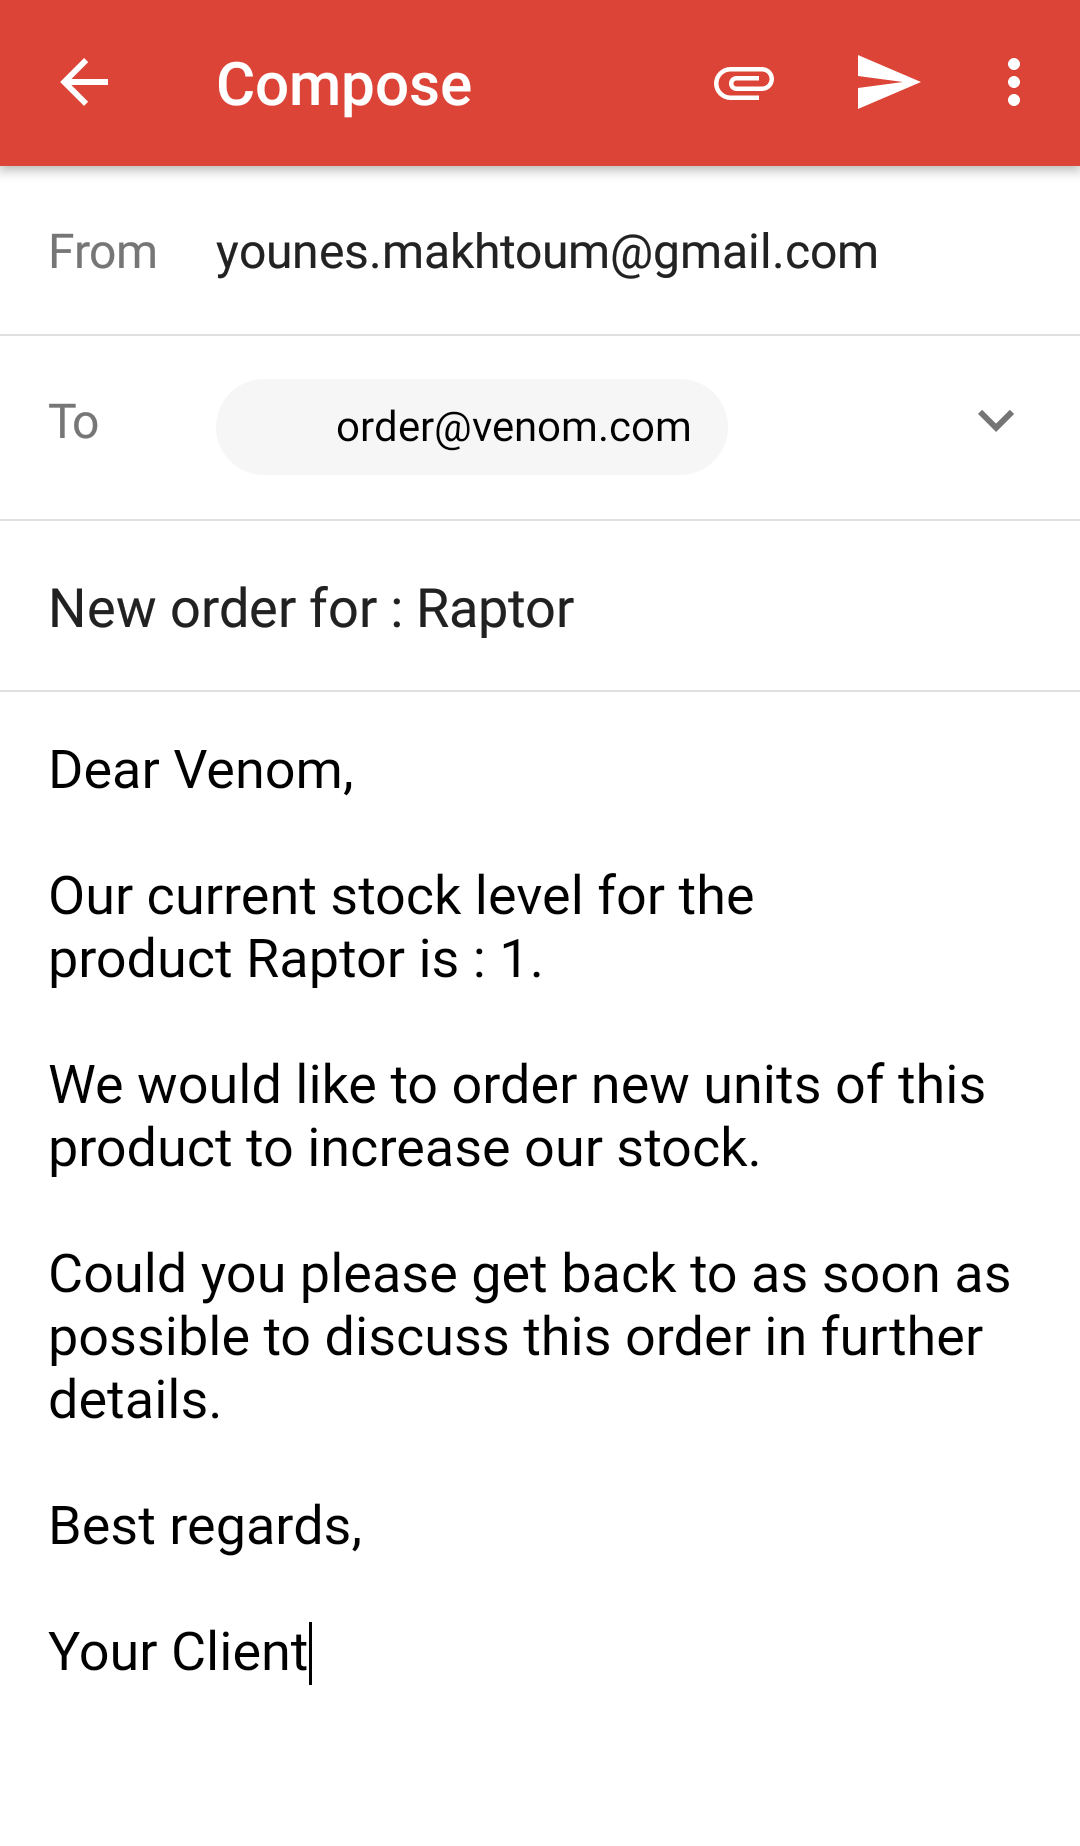 Compose
From younes.makhtoum@gmail.com
To order@venom.com
New order for : Raptor
Dear Venom,
Our current stock level for the
product Raptor is : 1.
We would like to order new units of this
product to increase our stock.
Could you please get back to as soon as
possible to discuss this order in further
details.
Best regards,
Your Client